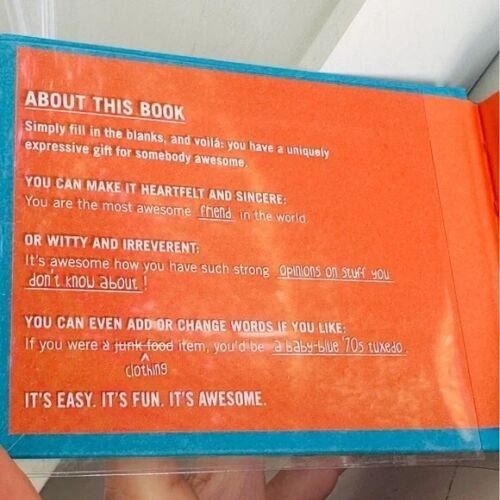 ABOUT THIS BOOK
Simply fill in the blanks, and voilá: you have a uniquely
expressive gift for somebody awesome.
YOU CAN MAKE IT HEARTFELT AND SINCERE:
You are the most awesome friend in the world.
OR WITTY AND IRREVERENT:
It's awesome how you have such strong opinions on stuff you
don't know about!
YOU CAN EVEN ADD OR CHANGE WORDS IF YOU LIKE:
If you were a junk food item, you'd be a baby-blue '70s tuxedo.
clothing
IT'S EASY. IT'S FUN. IT'S AWESOME.